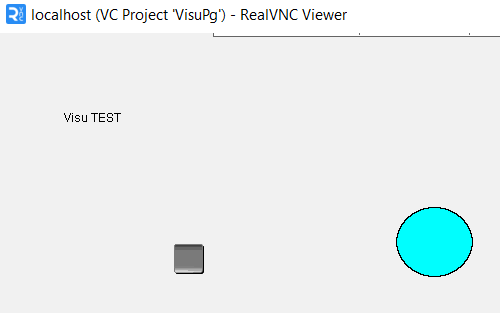 localhost (VC Project 'VisuPg') - RealVNC Viewer
Visu TEST